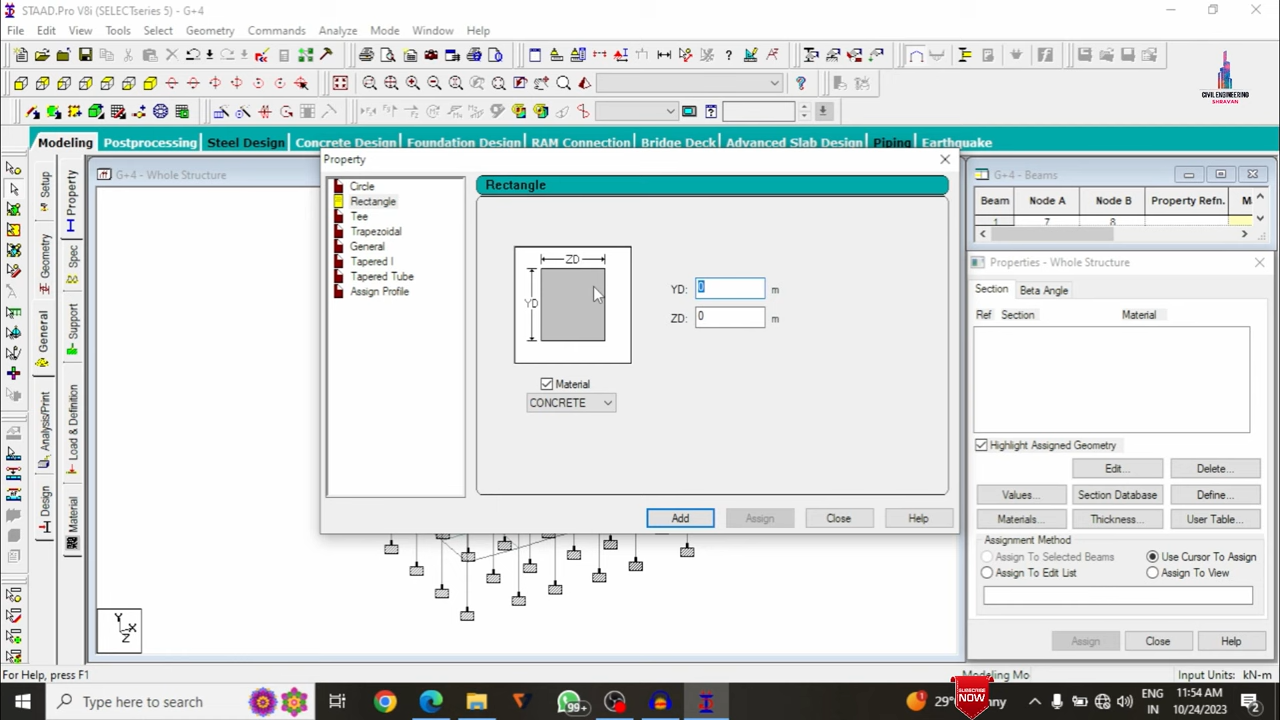 STAAD.Pro V8i (SELECTseries 5) - G+4
File Edit View Tools Select Geometry Commands Analyze Mode Window Help
CIVIL ENGINEERING
SHRAVAN
Modeling Postprocessing Steel Design Concrete Design Foundation Design RAM Connection Bridge Deck Advanced Slab Design Piping Earthquake
Setup
Geometry
General
Analysis/Print
Design
Property
Spec
Support
Load & Definition
Material
G+4 - Whole Structure
Property
Circle
Rectangle
Tee
Trapezoidal
General
Tapered I
Tapered Tube
Assign Profile
Rectangle
ZD
YD
YD: 0 m
ZD: 0 m
Material
CONCRETE
Add Assign Close Help
G+4 - Beams
Beam Node A Node B Property Refn. M
1 7 8
Properties - Whole Structure
Section Beta Angle
Ref Section Material
Highlight Assigned Geometry
Edit... Delete...
Values... Section Database Define...
Materials... Thickness... User Table...
Assignment Method
Assign To Selected Beams Use Cursor To Assign
Assign To Edit List Assign To View
Assign Close Help
Y
X
Z
For Help, press F1
Modeling Mo
Input Units: kN-m
Type here to search
99+
SUBSCRIBE
NOW
29°
nny
ENG
IN
11:54 AM
10/24/2023
2